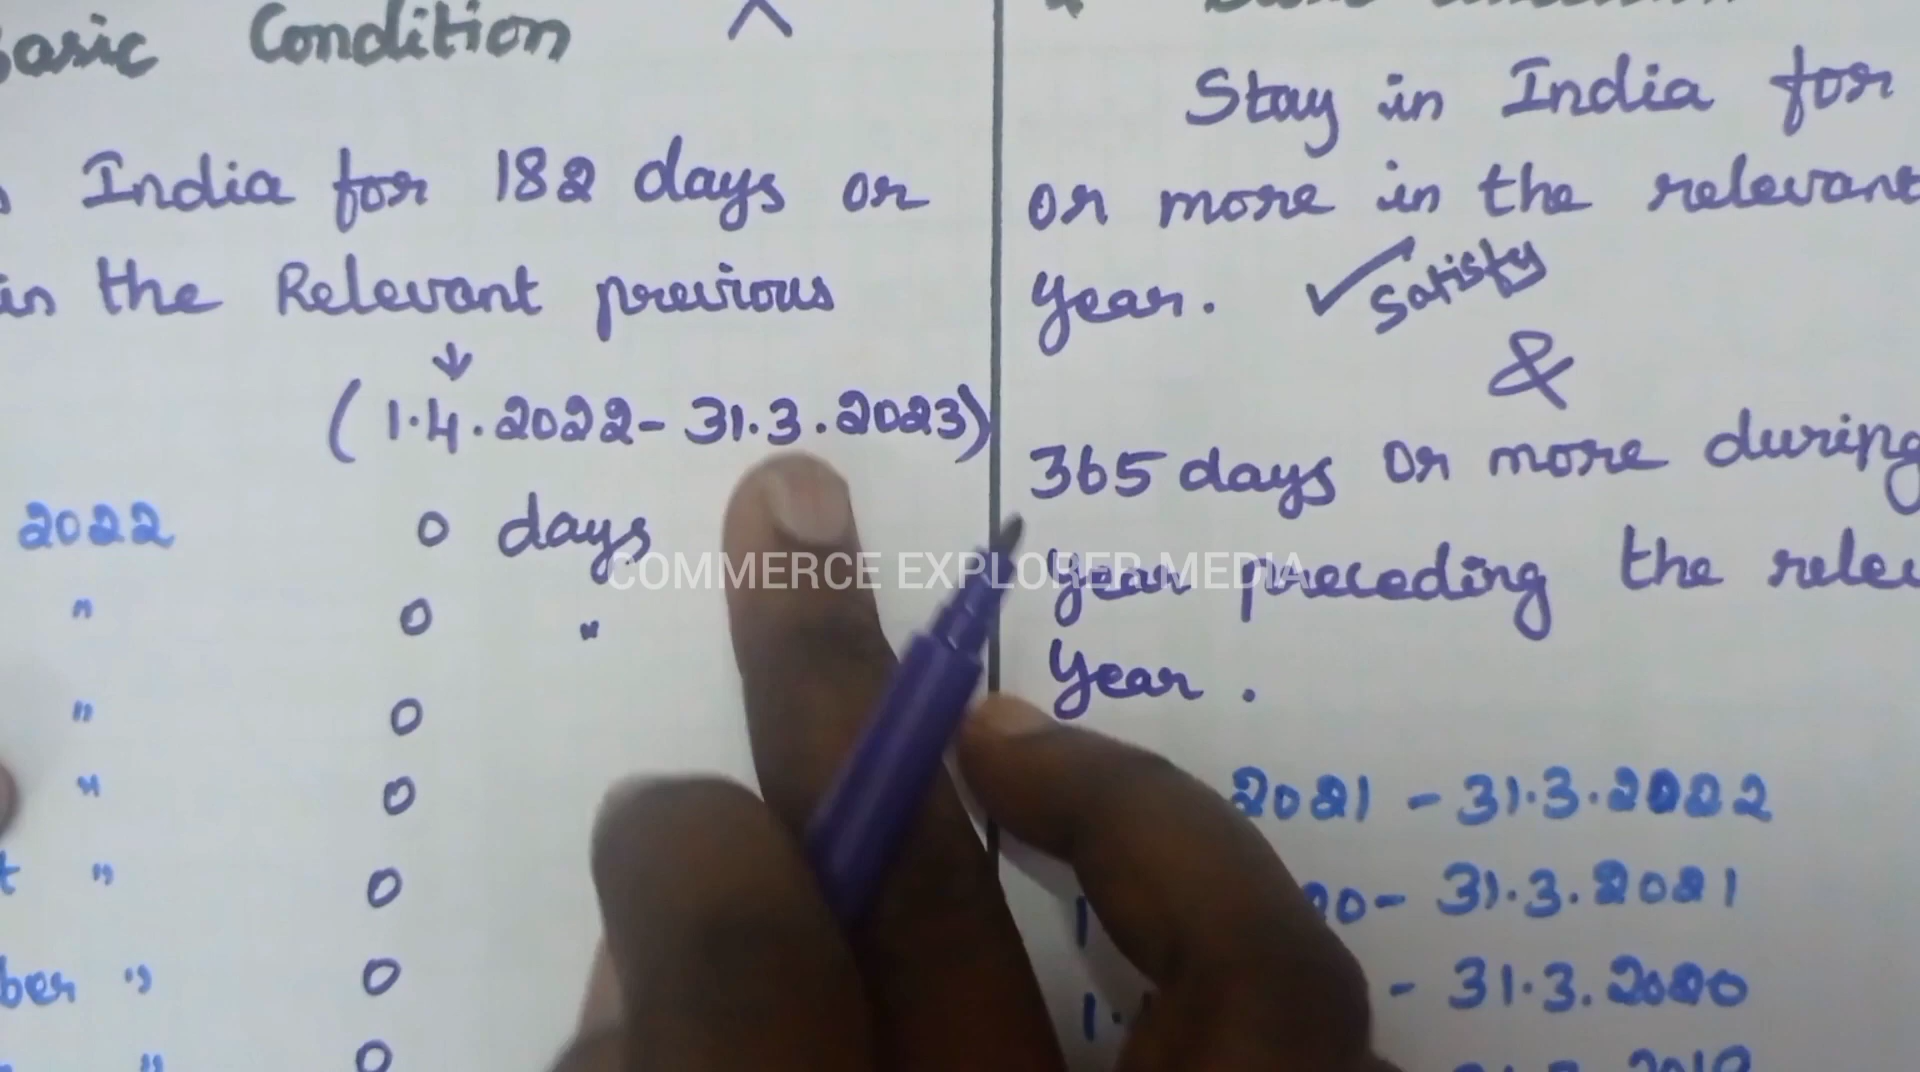 Basic Condition
India for 182 days or
in the Relevant previous
(1.4.2022-31.3.2023)
2022 0 days
" 0 "
" 0
" 0
" 0
" 0
" 0
Stay in India for
or more in the relevant
Year. ✓ Satisfy
&
365 days or more during
Year preceding the
Year.
2021 - 31.3.2022
- 31.3.2021
- 31.3.2020
COMMERCE EXPLORER MEDIA